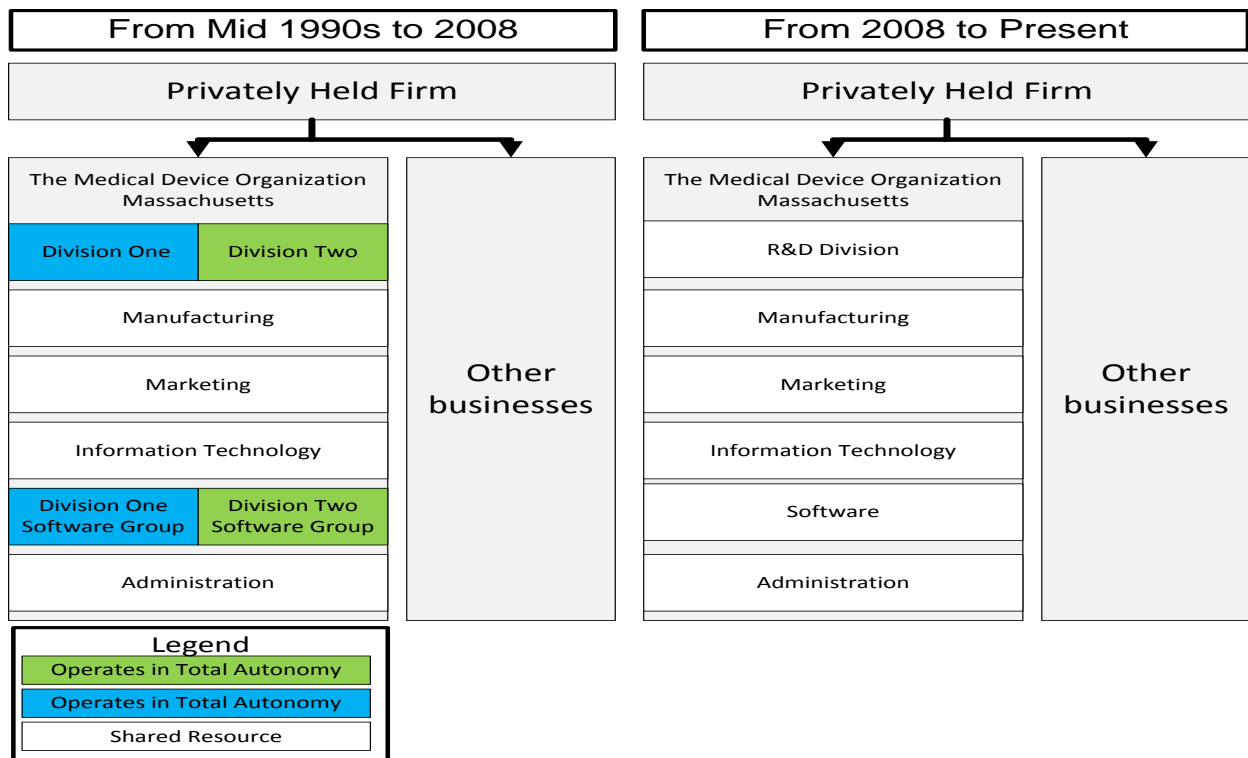 From Mid 1990s to 2008
Privately Held Firm
The Medical Device Organization
Massachusetts
Division One
Division Two
Manufacturing
Marketing
Information Technology
Division One
Software Group
Division Two
Software Group
Administration
Other
businesses
Legend
Operates in Total Autonomy
Operates in Total Autonomy
Shared Resource
From 2008 to Present
Privately Held Firm
The Medical Device Organization
Massachusetts
R&D Division
Manufacturing
Marketing
Information Technology
Software
Administration
Other
businesses